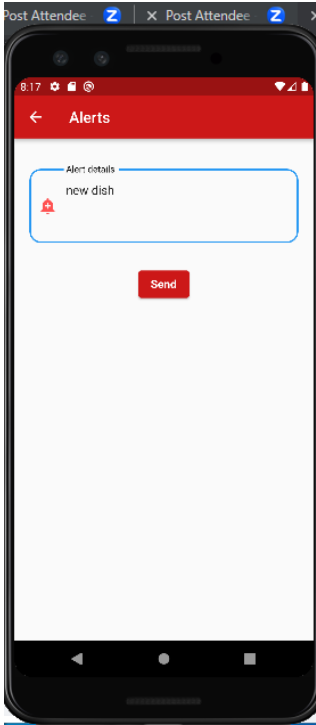 Post Attendee Z × Post Attendee Z
8:17
Alerts
Alert details
new dish
Send